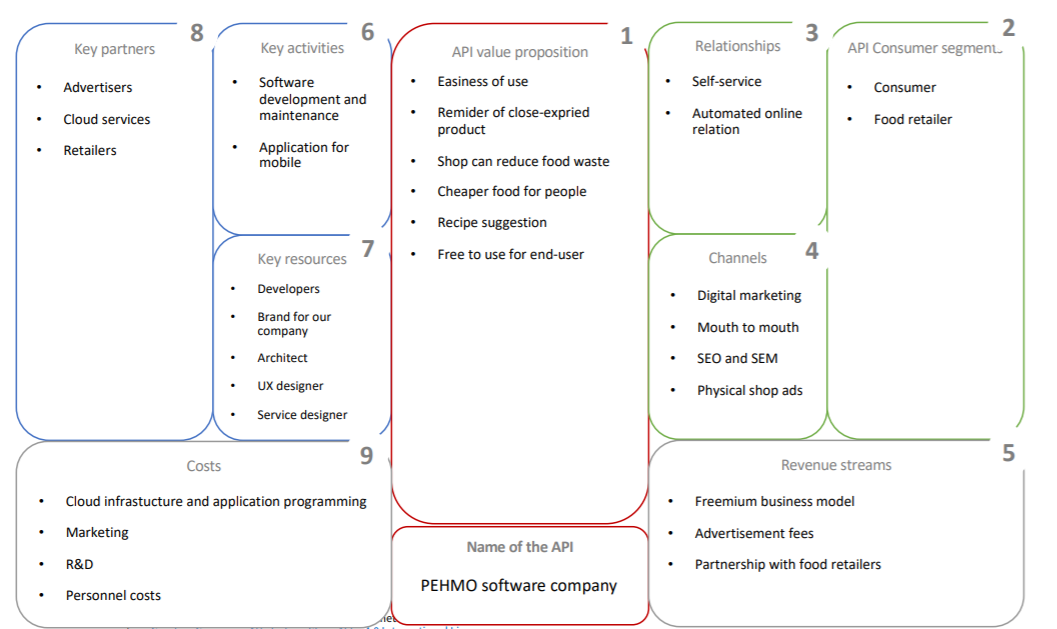 8
Key partners
• Advertisers
• Cloud services
• Retailers
6
Key activities
• Software
development and
maintenance
• Application for
mobile
7
Key resources
• Developers
• Brand for our
company
• Architect
• UX designer
• Service designer
1
API value proposition
• Easiness of use
• Remider of close-expried
product
• Shop can reduce food waste
• Cheaper food for people
• Recipe suggestion
• Free to use for end-user
3
Relationships
• Self-service
• Automated online
relation
4
Channels
• Digital marketing
• Mouth to mouth
• SEO and SEM
• Physical shop ads
2
API Consumer segments
• Consumer
• Food retailer
9
Costs
• Cloud infrastucture and application programming
• Marketing
• R&D
• Personnel costs
Name of the API
PEHMO software company
5
Revenue streams
• Freemium business model
• Advertisement fees
• Partnership with food retailers